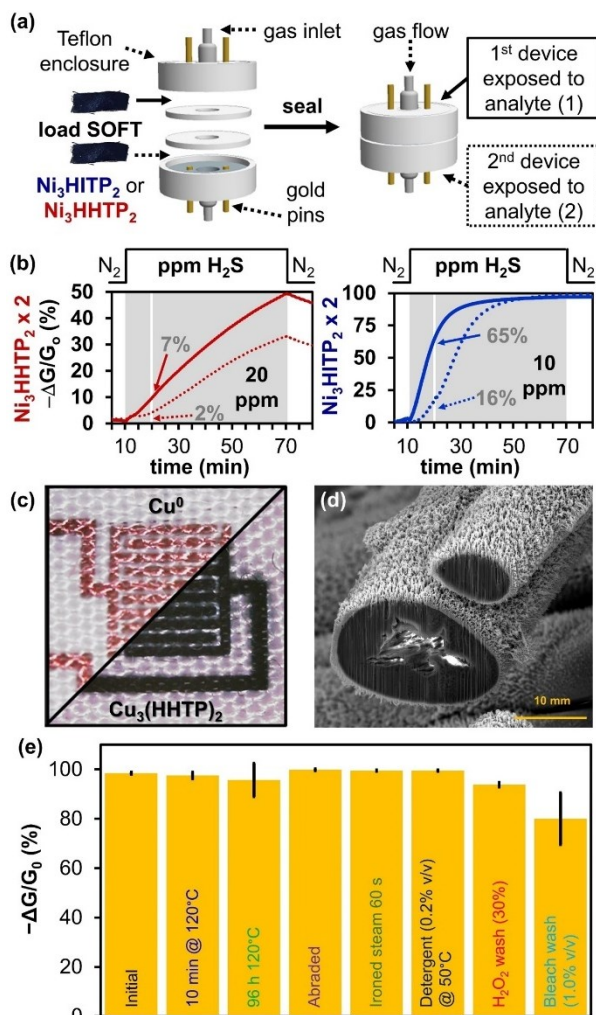 (a)
Teflon
enclosure
gas inlet
gas flow
1st device
exposed to
analyte (1)
load SOFT
seal
Ni3HITP2 or
Ni3HHTP2
gold
pins
2nd device
exposed to
analyte (2)
(b)
N2 ppm H2S N2
Ni3HHTP2 x 2
−ΔG/Go (%)
50
40
30
20
10
0
7%
2%
20
ppm
10 30 50 70
time (min)
Ni3HITP2 x 2
100
75
50
25
0
65%
16%
10
ppm
10 30 50 70
time (min)
(c)
Cu0
Cu3(HHTP)2
(d)
10 mm
(e)
−ΔG/G0 (%)
100
80
60
40
20
0
Initial
10 min @ 120°C
96 h 120°C
Abraded
Ironed steam 60 s
Detergent (0.2% v/v)
@ 50°C
H2O2 wash (30%)
Bleach wash
(1.0% v/v)